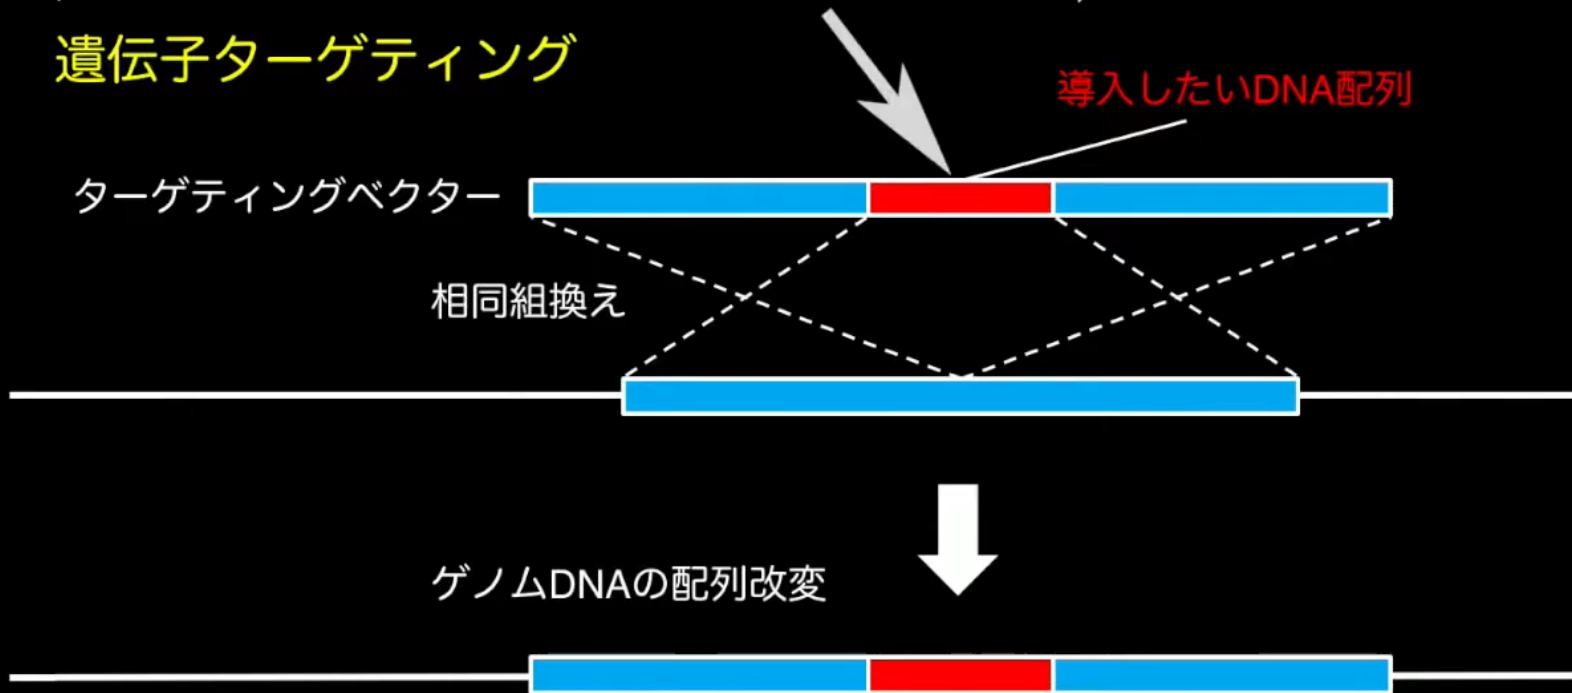 遺伝子ターゲティング
導入したいDNA配列
ターゲティングベクター
相同組換え
ゲノムDNAの配列改変